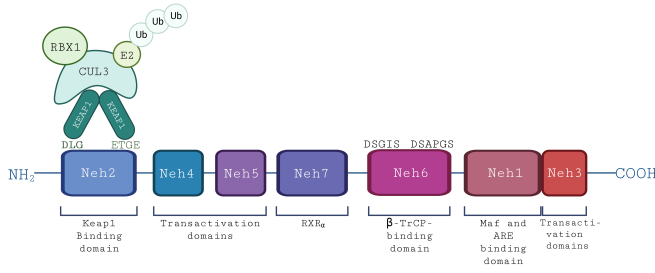 Ub
Ub
Ub
RBX1
E2
CUL3
KEAP1
KEAP1
DLG
ETGE
DSGIS
DSAPGS
NH2
Neh2
Neh4
Neh5
Neh7
Neh6
Neh1
Neh3
COOH
Keap1
Binding
domain
Transactivation
domains
RXRα
β-TrCP-
binding
domain
Maf and
ARE
binding
domain
Transacti-
vation
domains